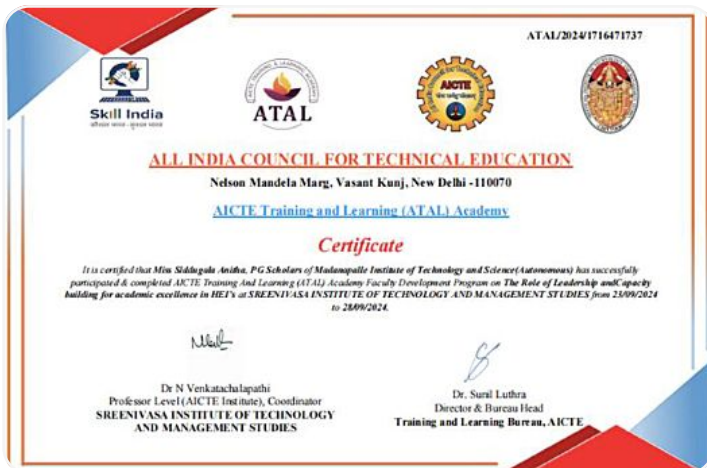 ATAL/2024/1716471737
Skill India
कौशल भारत - कुशल भारत
ATAL
AICTE
ALL INDIA COUNCIL FOR TECHNICAL EDUCATION
Nelson Mandela Marg, Vasant Kunj, New Delhi -110070
AICTE Training and Learning (ATAL) Academy
Certificate
It is certified that Miss Siddugala Anitha, PG Scholars of Madanapalle Institute of Technology and Science(Autonomous) has successfully
participated & completed AICTE Training And Learning (ATAL) Academy Faculty Development Program on The Role of Leadership andCapacity
building for academic excellence in HEI's at SREENIVASA INSTITUTE OF TECHNOLOGY AND MANAGEMENT STUDIES from 23/09/2024
to 28/09/2024.
Dr N Venkatachalapathi
Professor Level (AICTE Institute), Coordinator
SREENIVASA INSTITUTE OF TECHNOLOGY
AND MANAGEMENT STUDIES
Dr. Sunil Luthra
Director & Bureau Head
Training and Learning Bureau, AICTE